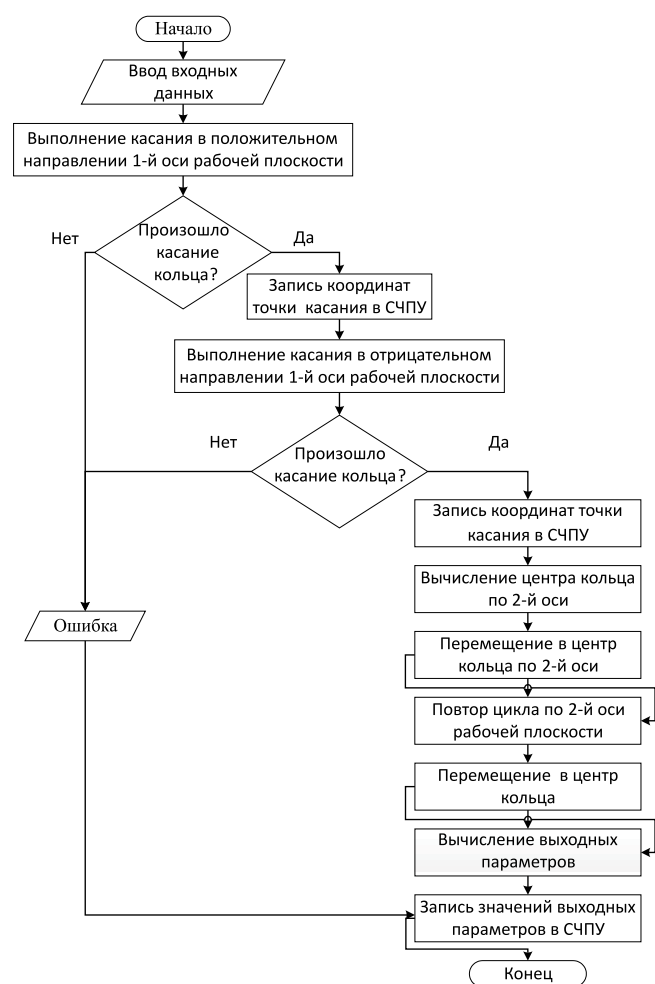 Начало
Ввод входных
данных
Выполнение касания в положительном
направлении 1-й оси рабочей плоскости
Нет
Произошло
касание
кольца?
Да
Запись координат
точки касания в СЧПУ
Выполнение касания в отрицательном
направлении 1-й оси рабочей плоскости
Нет
Произошло
касание кольца?
Да
Запись координат точки
касания в СЧПУ
Вычисление центра кольца
по 2-й оси
Ошибка
Перемещение в центр
кольца по 2-й оси
Повтор цикла по 2-й оси
рабочей плоскости
Перемещение в центр
кольца
Вычисление выходных
параметров
Запись значений выходных
параметров в СЧПУ
Конец